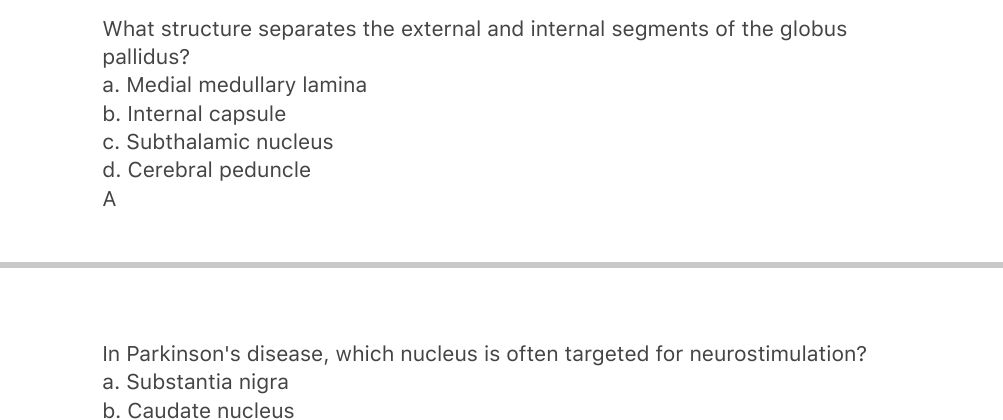 What structure separates the external and internal segments of the globus
pallidus?
a. Medial medullary lamina
b. Internal capsule
c. Subthalamic nucleus
d. Cerebral peduncle
A
In Parkinson's disease, which nucleus is often targeted for neurostimulation?
a. Substantia nigra
b. Caudate nucleus